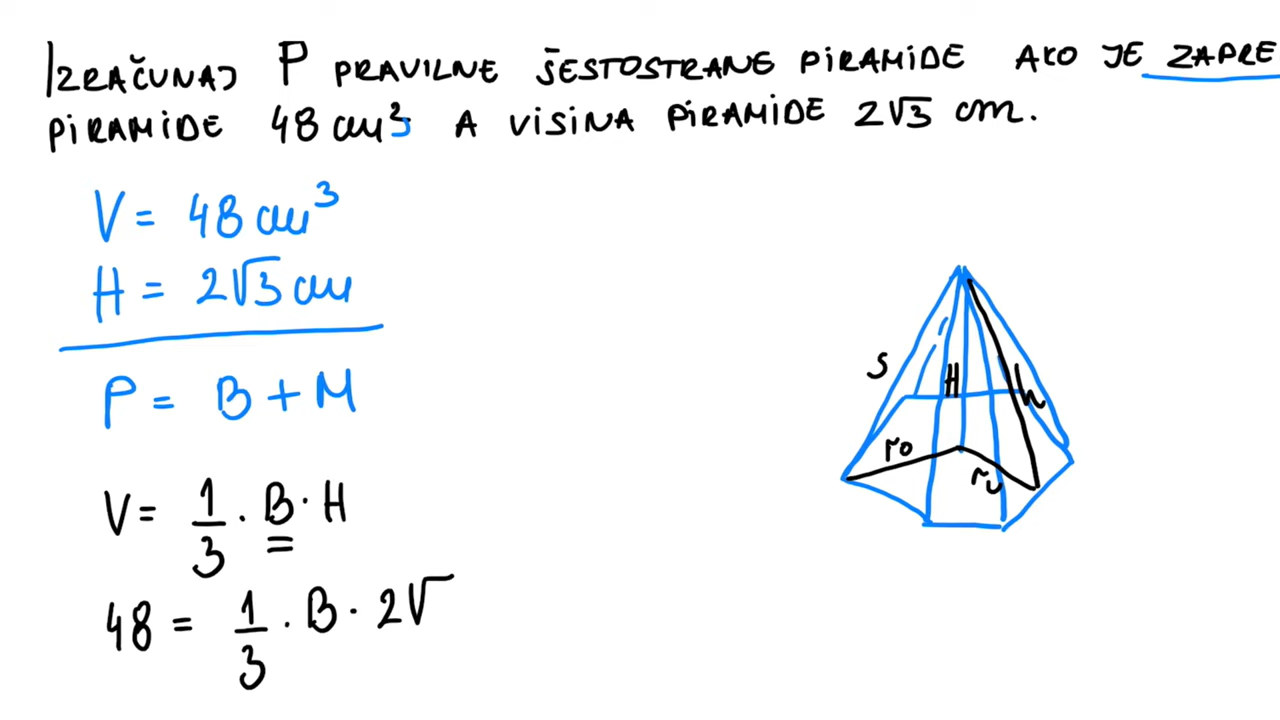 IZRAČUNAJ P PRAVILNE ŠESTOSTRANE PIRAMIDE AKO JE ZAPRE
PIRAMIDE 48 cm³ A VISINA PIRAMIDE 2√3 cm.
V = 48 cm³
H = 2√3 cm
P = B + M
V = 1/3 · B · H
48 = 1/3 · B · 2√
s
H
h
ro
ru